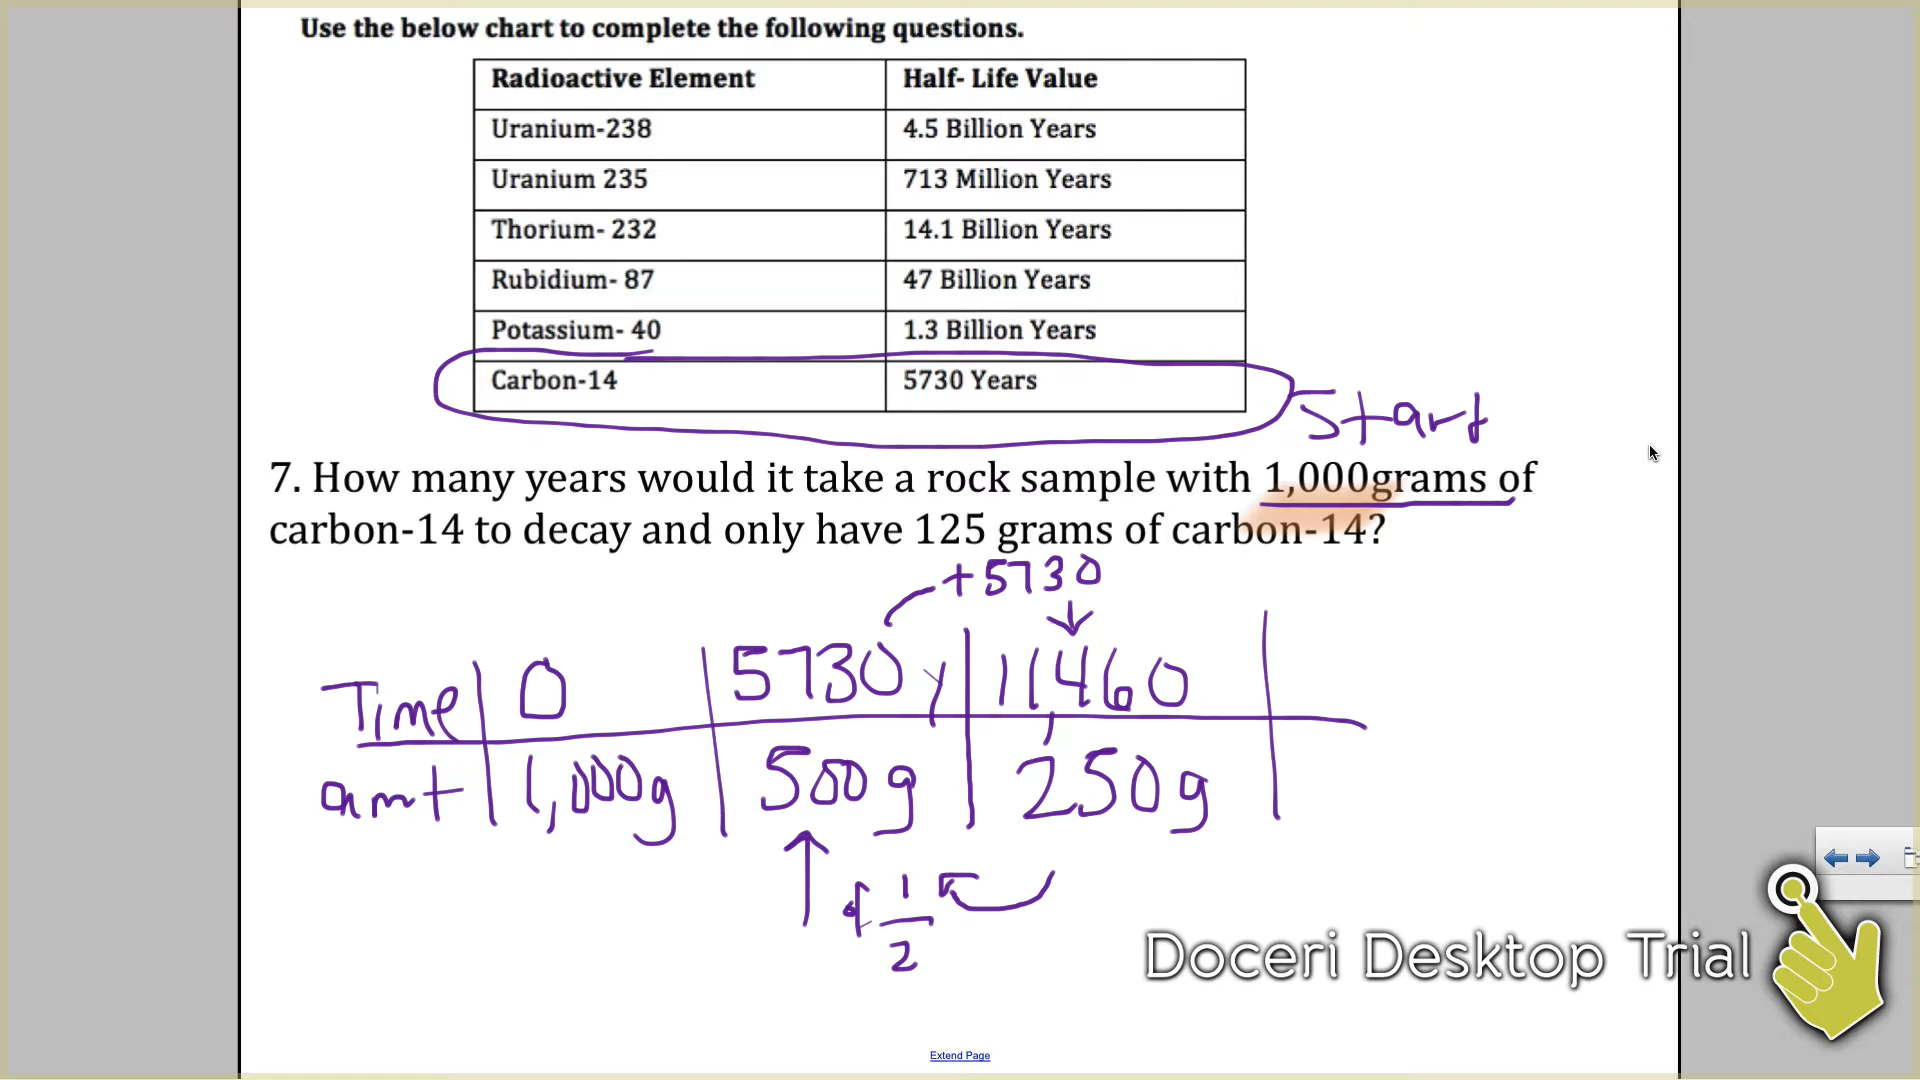 Use the below chart to complete the following questions.
Radioactive Element Half- Life Value
Uranium-238 4.5 Billion Years
Uranium 235 713 Million Years
Thorium- 232 14.1 Billion Years
Rubidium- 87 47 Billion Years
Potassium- 40 1.3 Billion Years
Carbon-14 5730 Years
Start
7. How many years would it take a rock sample with 1,000grams of
carbon-14 to decay and only have 125 grams of carbon-14?
+5730
Time 0 5730 y 11,460
amt 1,000g 500g 250g
of 1/2
Doceri Desktop Trial
Extend Page